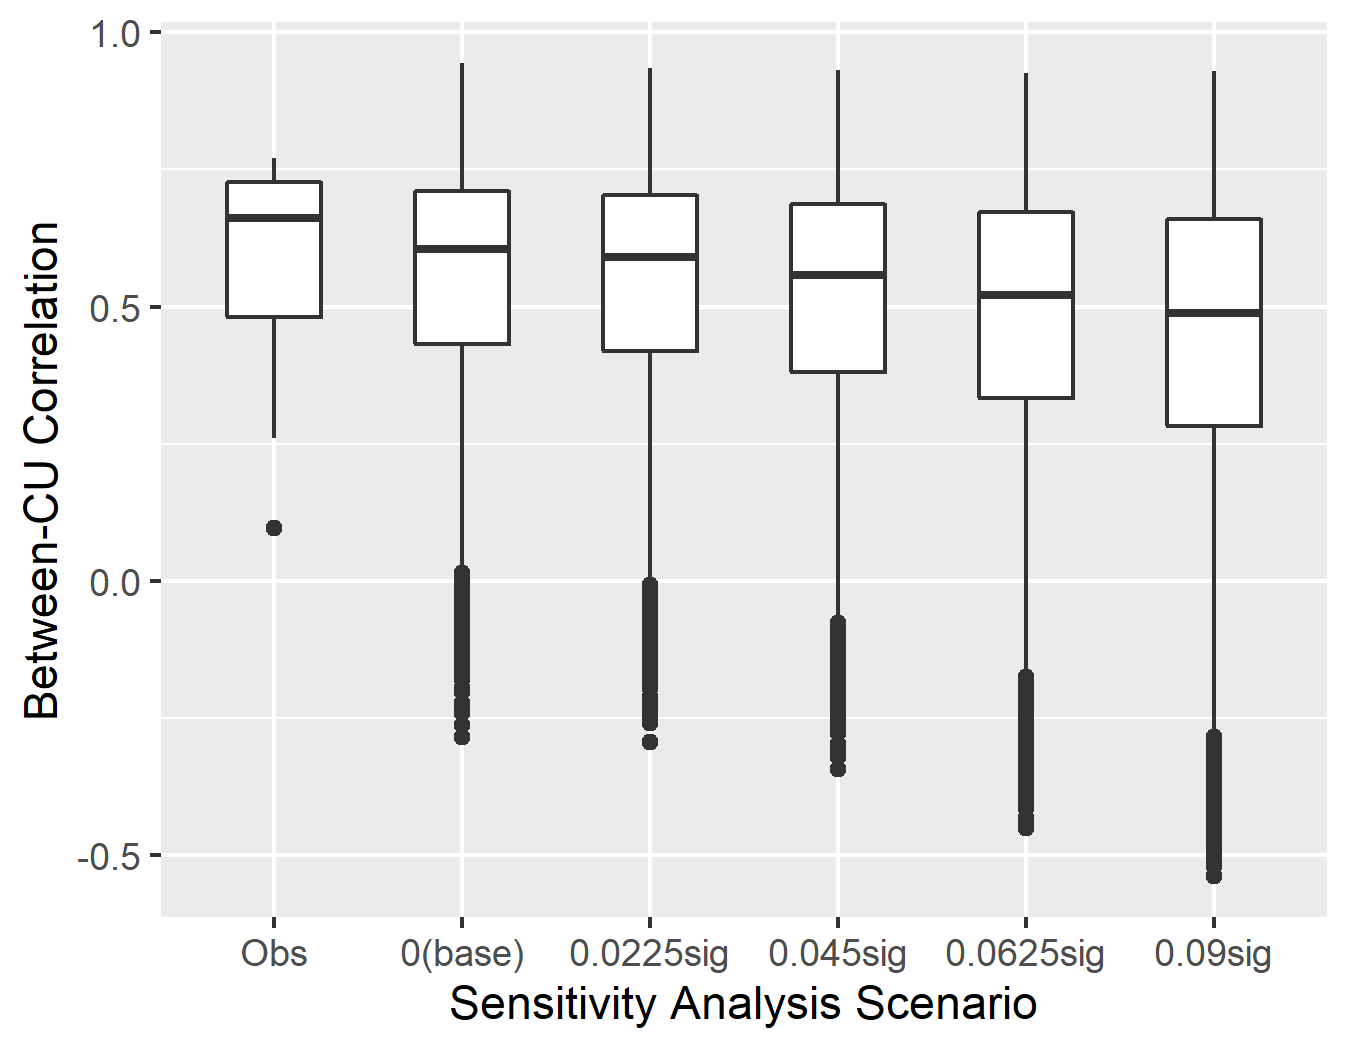 Between-CU Correlation
1.0
0.5
0.0
-0.5
Obs 0(base) 0.0225sig 0.045sig 0.0625sig 0.09sig
Sensitivity Analysis Scenario